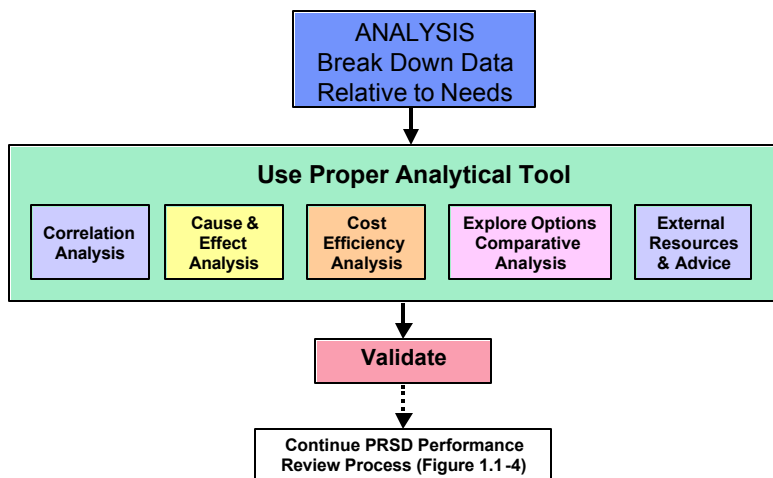 ANALYSIS
Break Down Data
Relative to Needs
Use Proper Analytical Tool
Correlation
Analysis
Cause &
Effect
Analysis
Cost
Efficiency
Analysis
Explore Options
Comparative
Analysis
External
Resources
& Advice
Validate
Continue PRSD Performance
Review Process (Figure 1.1-4)